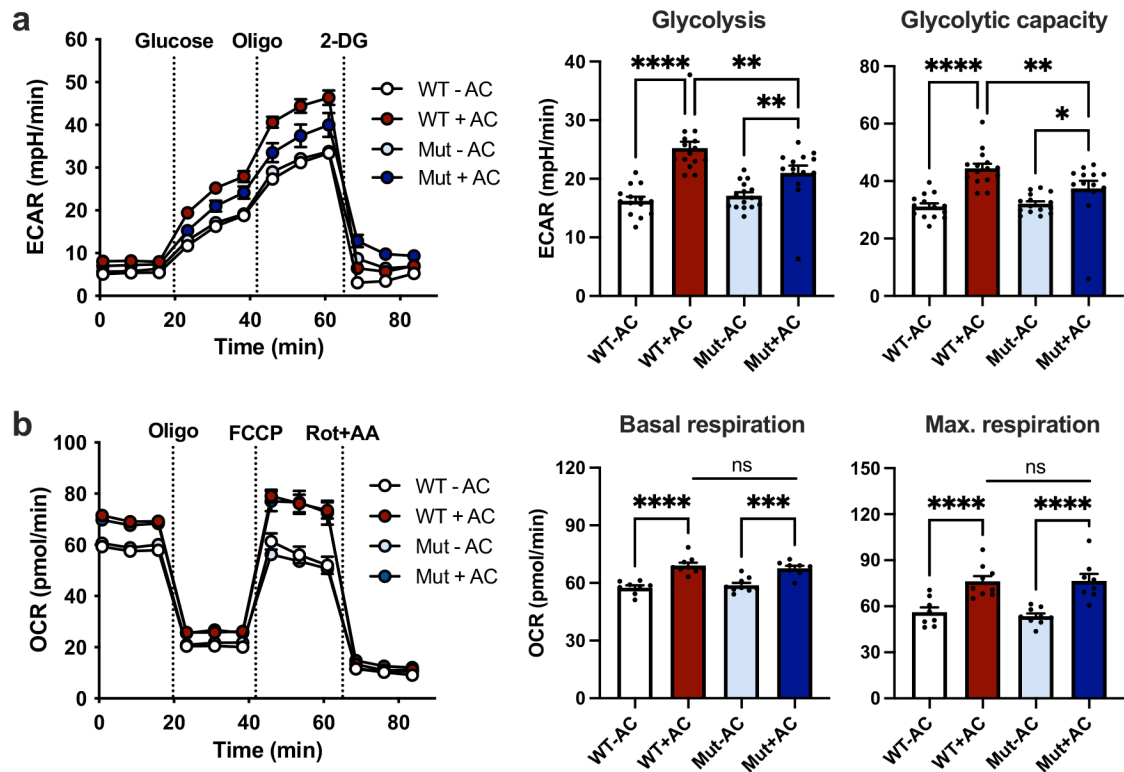 a
Glucose Oligo 2-DG
ECAR (mpH/min)
60
50
40
30
20
10
0
0 20 40 60 80
Time (min)
WT - AC
WT + AC
Mut - AC
Mut + AC
Glycolysis
ECAR (mpH/min)
40
30
20
10
0
**** **
**
WT-AC WT+AC Mut-AC Mut+AC
Glycolytic capacity
80
60
40
20
0
**** **
*
WT-AC WT+AC Mut-AC Mut+AC
b
Oligo FCCP Rot+AA
OCR (pmol/min)
100
80
60
40
20
0
0 20 40 60 80
Time (min)
WT - AC
WT + AC
Mut - AC
Mut + AC
Basal respiration
OCR (pmol/min)
120
90
60
30
0
ns
**** ***
WT-AC WT+AC Mut-AC Mut+AC
Max. respiration
150
120
90
60
30
0
ns
**** ****
WT-AC WT+AC Mut-AC Mut+AC